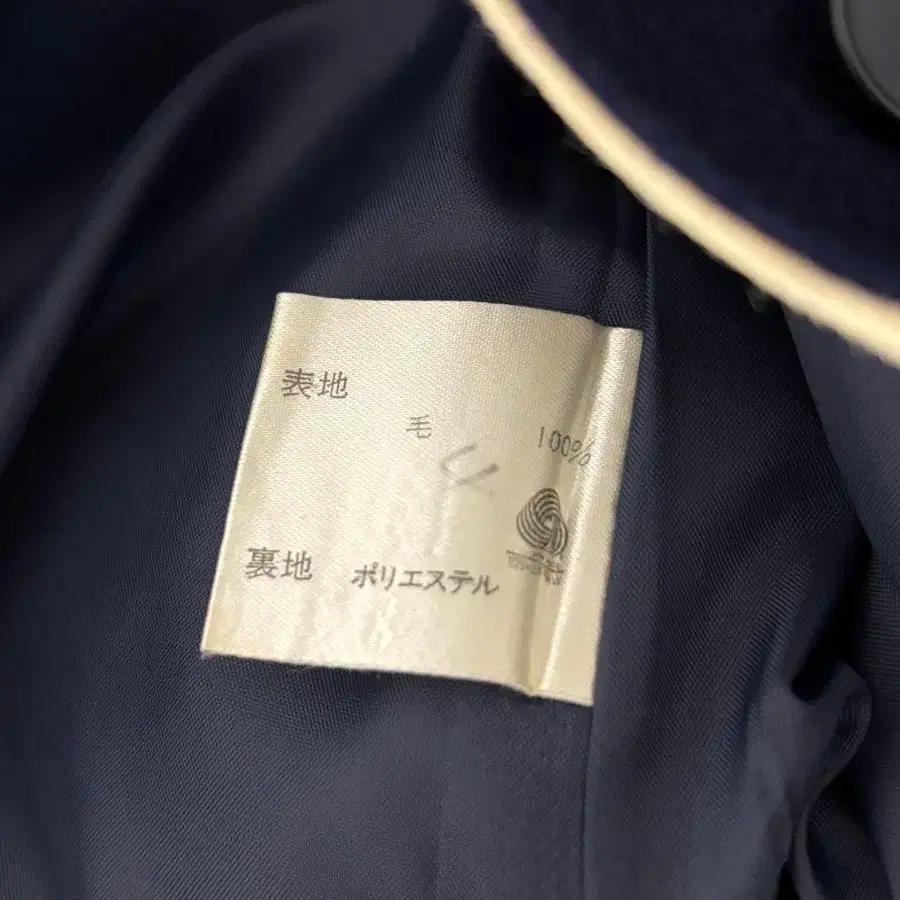 表地
毛 100%
裏地 ポリエステル